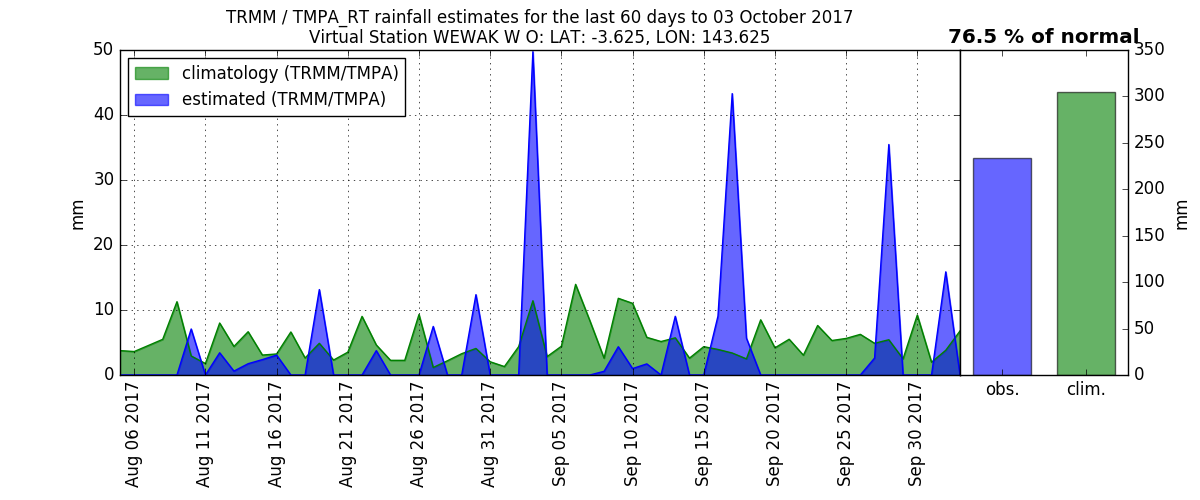 TRMM / TMPA_RT rainfall estimates for the last 60 days to 03 October 2017
Virtual Station WEWAK W O: LAT: -3.625, LON: 143.625
76.5 % of normal
climatology (TRMM/TMPA)
estimated (TRMM/TMPA)
50
40
30
20
10
0
mm
Aug 06 2017
Aug 11 2017
Aug 16 2017
Aug 21 2017
Aug 26 2017
Aug 31 2017
Sep 05 2017
Sep 10 2017
Sep 15 2017
Sep 20 2017
Sep 25 2017
Sep 30 2017
350
300
250
200
150
100
50
0
mm
obs.
clim.